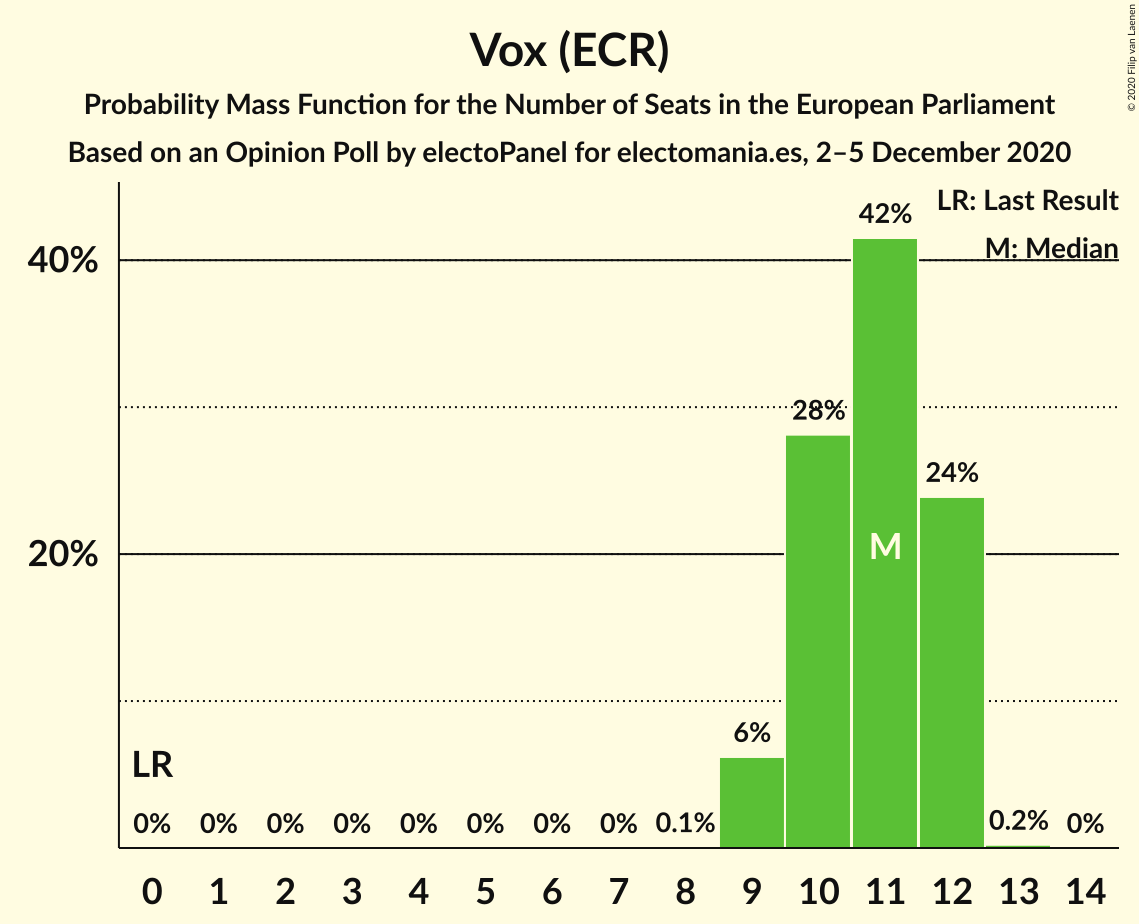 Vox (ECR)
Probability Mass Function for the Number of Seats in the European Parliament
Based on an Opinion Poll by electoPanel for electomania.es, 2–5 December 2020
© 2020 Filip van Laenen
LR: Last Result
M: Median
40%
20%
42%
28%
24%
M
6%
LR
0% 0% 0% 0% 0% 0% 0% 0% 0.1% 0.2% 0%
0 1 2 3 4 5 6 7 8 9 10 11 12 13 14